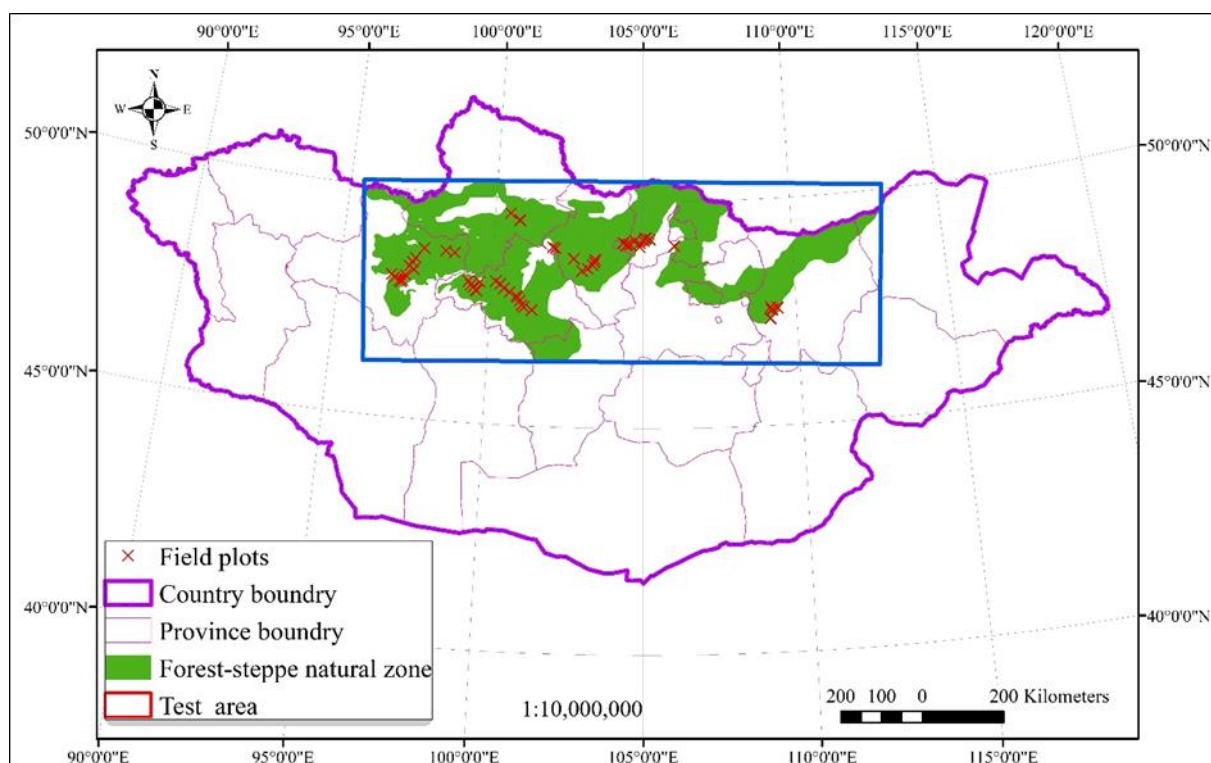 90°0'0"E 95°0'0"E 100°0'0"E 105°0'0"E 110°0'0"E 115°0'0"E 120°0'0"E
N
W E
S
50°0'0"N 50°0'0"N
45°0'0"N 45°0'0"N
40°0'0"N 40°0'0"N
Field plots
Country boundry
Province boundry
Forest-steppe natural zone
Test area
1:10,000,000
200 100 0 200 Kilometers
90°0'0"E 95°0'0"E 100°0'0"E 105°0'0"E 110°0'0"E 115°0'0"E